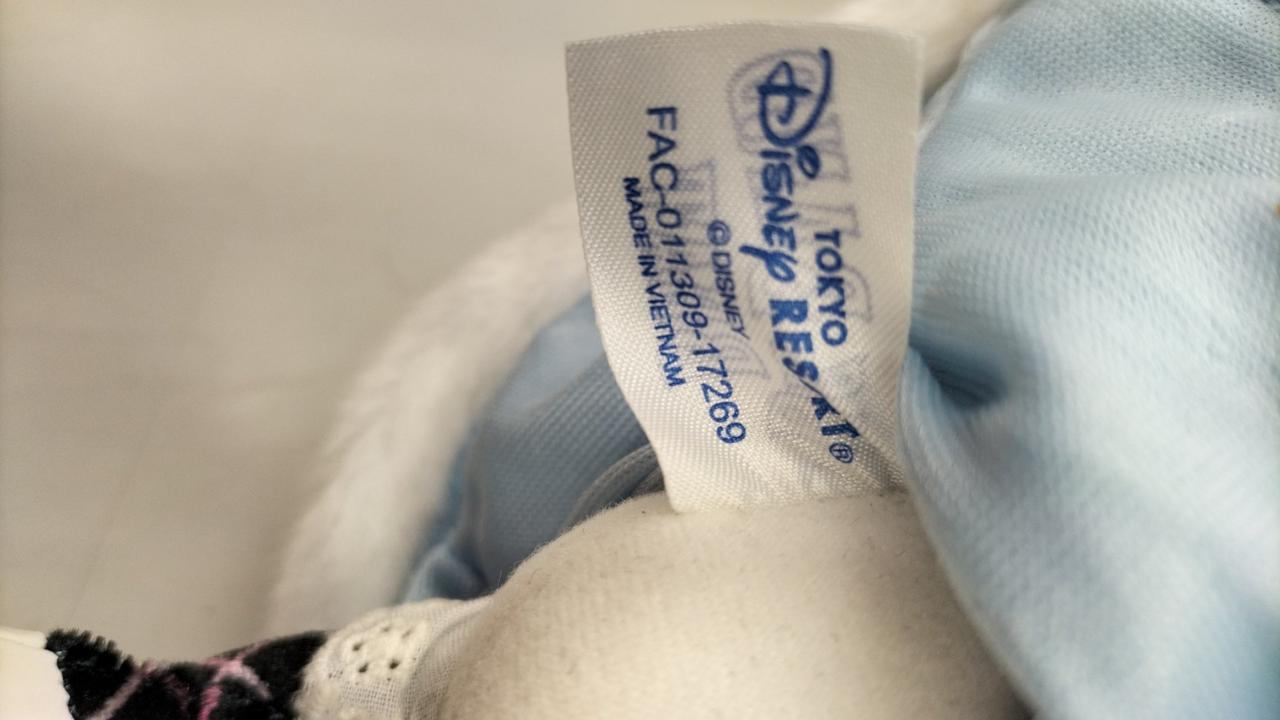 TOKYO
DISNEY RESORT®
© DISNEY
FAC-011309-17269
MADE IN VIETNAM